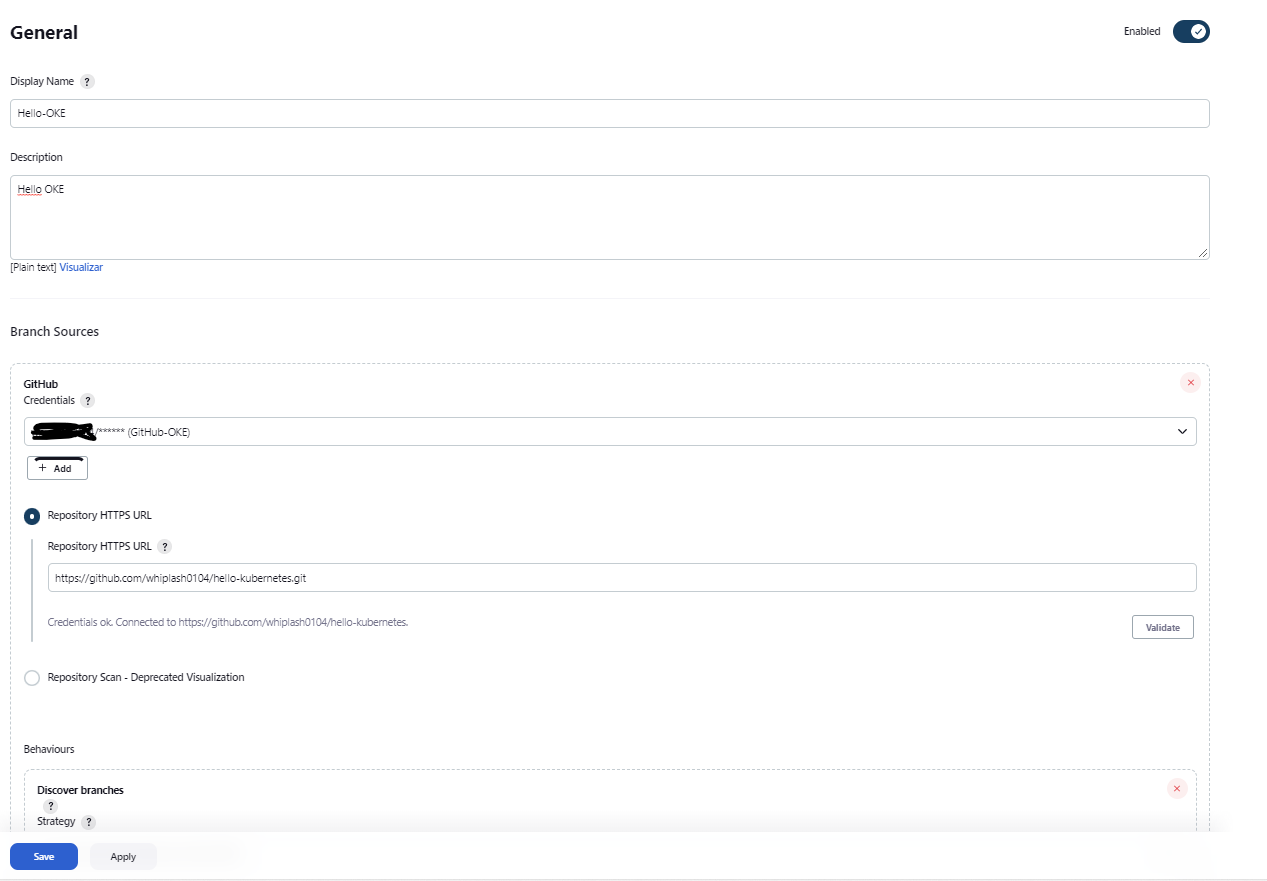 General
Enabled
Display Name ?
Hello-OKE
Description
Hello OKE
[Plain text] Visualizar
Branch Sources
GitHub
Credentials ?
/****** (GitHub-OKE)
+ Add
Repository HTTPS URL
Repository HTTPS URL ?
https://github.com/whiplash0104/hello-kubernetes.git
Credentials ok. Connected to https://github.com/whiplash0104/hello-kubernetes.
Validate
Repository Scan - Deprecated Visualization
Behaviours
Discover branches
?
Strategy ?
Save
Apply